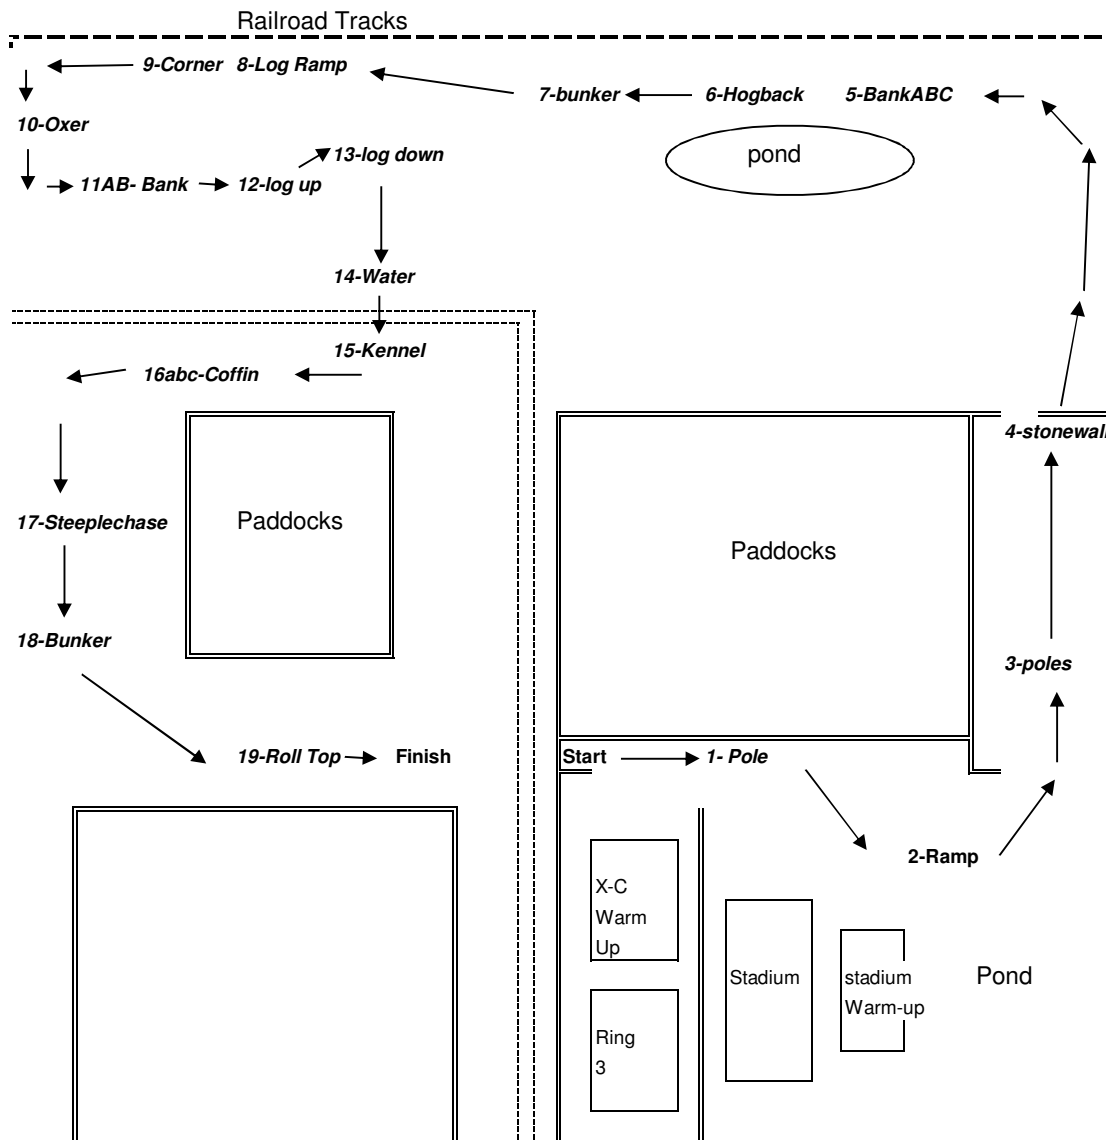 Railroad Tracks
9-Corner 8-Log Ramp
7-bunker 6-Hogback 5-BankABC
10-Oxer
13-log down pond
11AB- Bank 12-log up
14-Water
15-Kennel
16abc-Coffin
4-stonewall
17-Steeplechase Paddocks
Paddocks
18-Bunker
3-poles
19-Roll Top Finish Start 1- Pole
2-Ramp
X-C
Warm
Up
Stadium
stadium
Warm-up
Pond
Ring
3